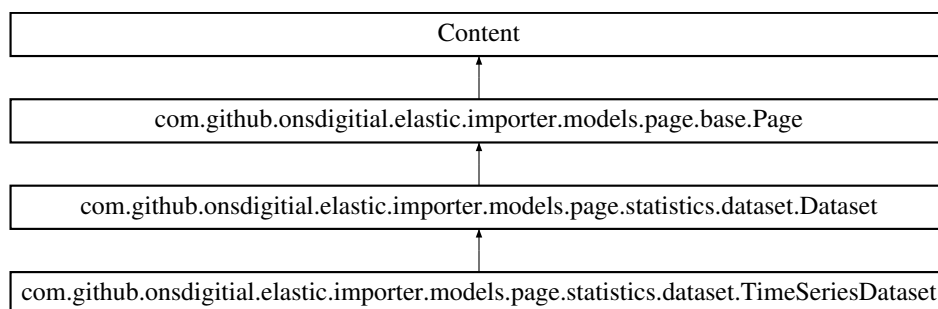 Content
com.github.onsdigitial.elastic.importer.models.page.base.Page
com.github.onsdigitial.elastic.importer.models.page.statistics.dataset.Dataset
com.github.onsdigitial.elastic.importer.models.page.statistics.dataset.TimeSeriesDataset